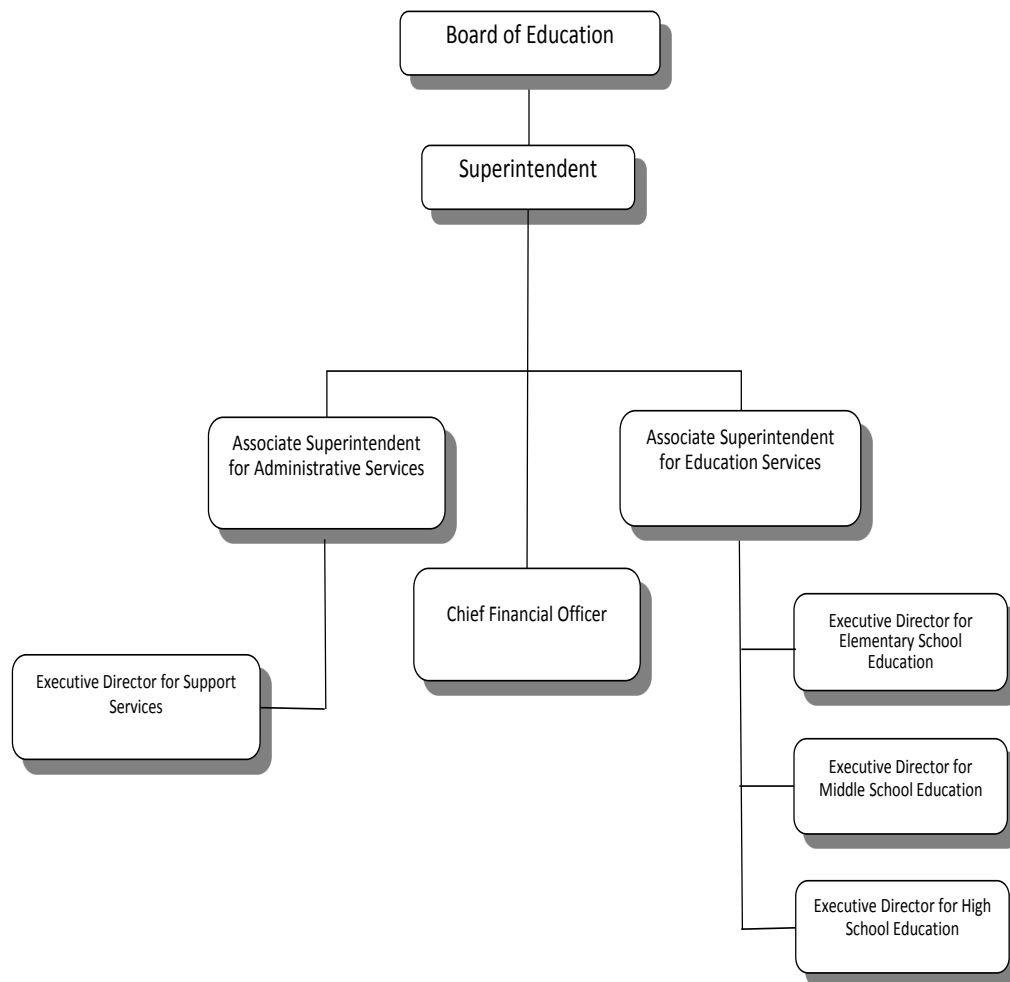 Board of Education
Superintendent
Associate Superintendent
for Administrative Services
Associate Superintendent
for Education Services
Chief Financial Officer
Executive Director for Support
Services
Executive Director for
Elementary School
Education
Executive Director for
Middle School Education
Executive Director for High
School Education